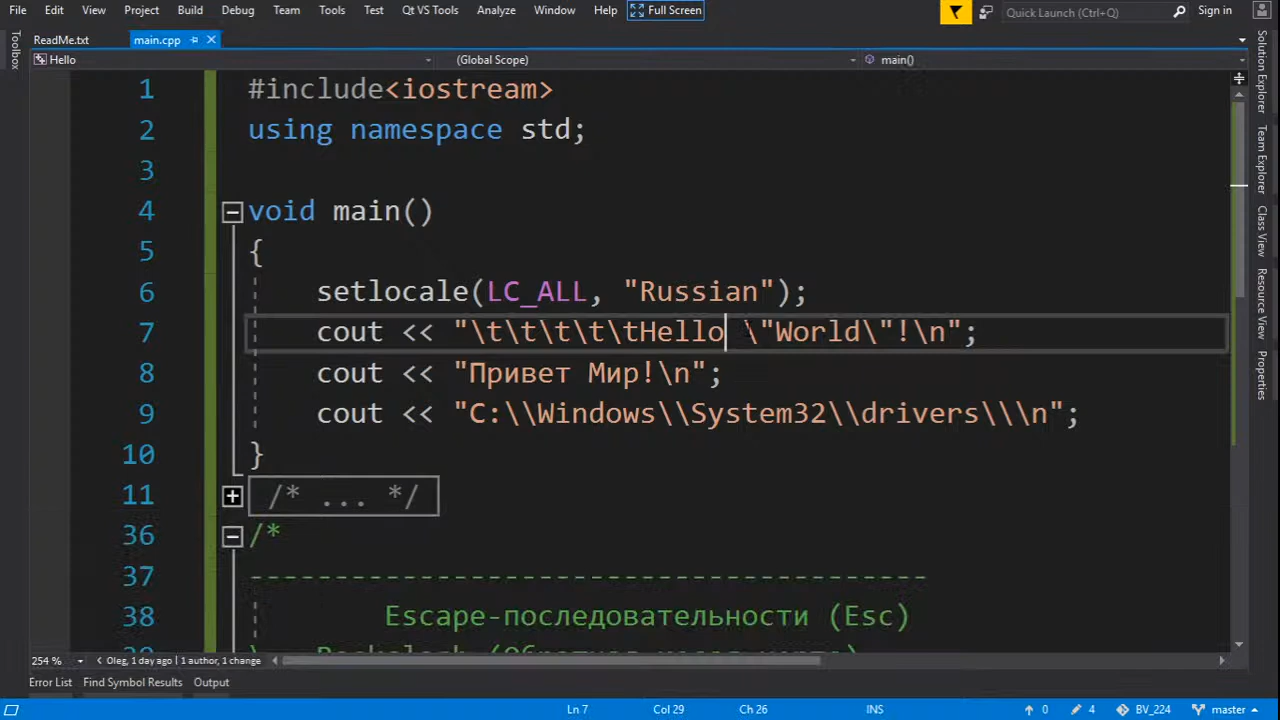 File Edit View Project Build Debug Team Tools Test Qt VS Tools Analyze Window Help Full Screen Quick Launch (Ctrl+Q) Sign in
ReadMe.txt main.cpp
Hello (Global Scope) main()
Toolbox
Solution Explorer
Team Explorer
Class View
Resource View
Properties
1 #include<iostream>
2 using namespace std;
3
4 void main()
5 {
6 setlocale(LC_ALL, "Russian");
7 cout << "\t\t\t\t\tHello \"World\"!\n";
8 cout << "Привет Мир!\n";
9 cout << "C:\\Windows\\System32\\drivers\\\n";
10 }
11 /* ... */
36 /*
37 ----------------------------------------
38 Escape-последовательности (Esc)
254 % Oleg, 1 day ago | 1 author, 1 change
Error List Find Symbol Results Output
Ln 7 Col 29 Ch 26 INS 0 4 BV_224 master